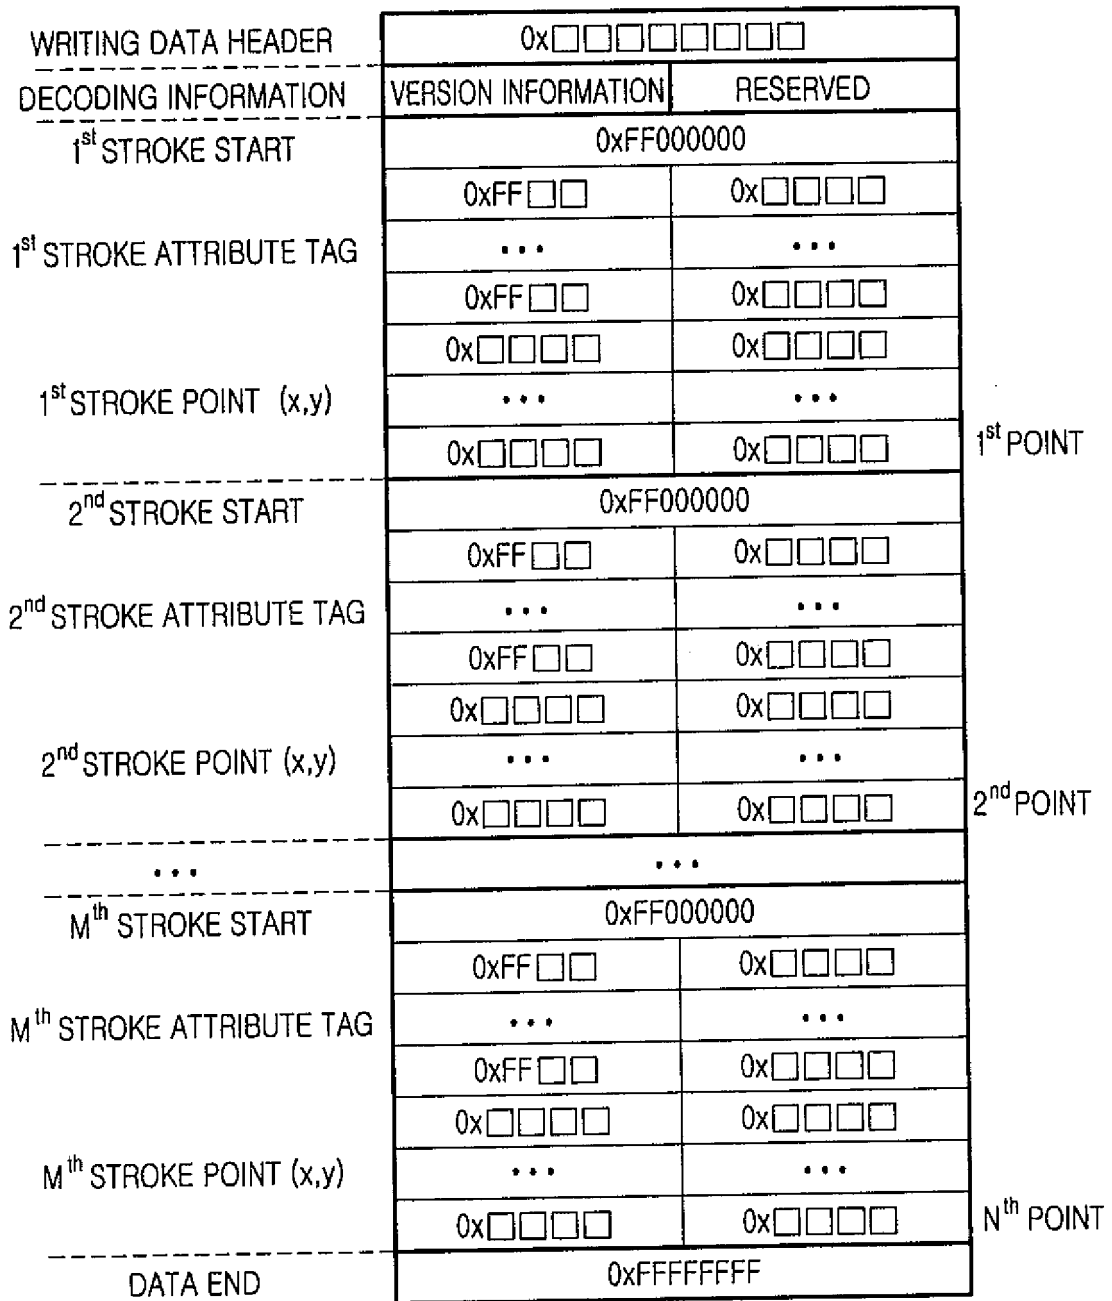 WRITING DATA HEADER 0x□□□□□□□□
DECODING INFORMATION VERSION INFORMATION RESERVED
1st STROKE START 0xFF000000
0xFF□□ 0x□□□□
1st STROKE ATTRIBUTE TAG ... ...
0xFF□□ 0x□□□□
0x□□□□ 0x□□□□
1st STROKE POINT (x,y) ... ...
0x□□□□ 0x□□□□ 1st POINT
2nd STROKE START 0xFF000000
0xFF□□ 0x□□□□
2nd STROKE ATTRIBUTE TAG ... ...
0xFF□□ 0x□□□□
0x□□□□ 0x□□□□
2nd STROKE POINT (x,y) ... ...
0x□□□□ 0x□□□□ 2nd POINT
... ...
Mth STROKE START 0xFF000000
0xFF□□ 0x□□□□
Mth STROKE ATTRIBUTE TAG ... ...
0xFF□□ 0x□□□□
0x□□□□ 0x□□□□
Mth STROKE POINT (x,y) ... ...
0x□□□□ 0x□□□□ Nth POINT
DATA END 0xFFFFFFFF